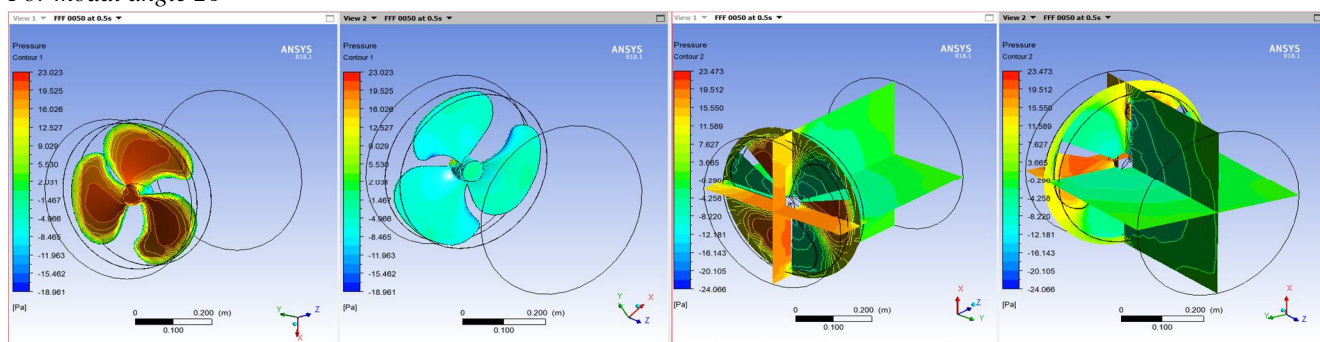 For modal angle 20
View 1 ▼ FFF 0050 at 0.5s ▼
Pressure
Contour 1
23.023
19.525
16.026
12.527
9.029
5.530
2.031
-1.467
-4.966
-8.465
-11.963
-15.462
-18.961
[Pa]
ANSYS
R18.1
0 0.200 (m)
0.100
Y Z
X
View 2 ▼ FFF 0050 at 0.5s ▼
Pressure
Contour 1
23.023
19.525
16.026
12.527
9.029
5.530
2.031
-1.467
-4.966
-8.465
-11.963
-15.462
-18.961
[Pa]
ANSYS
R18.1
0 0.200 (m)
0.100
Y X
Z
View 1 ▼ FFF 0050 at 0.5s ▼
Pressure
Contour 2
23.473
19.512
15.550
11.589
7.627
3.665
-0.296
-4.258
-8.220
-12.181
-16.143
-20.105
-24.066
[Pa]
ANSYS
R18.1
0 0.200 (m)
0.100
X
Z
Y
View 2 ▼ FFF 0050 at 0.5s ▼
Pressure
Contour 2
23.473
19.512
15.550
11.589
7.627
3.665
-0.296
-4.258
-8.220
-12.181
-16.143
-20.105
-24.066
[Pa]
ANSYS
R18.1
0 0.200 (m)
0.100
X
Y Z